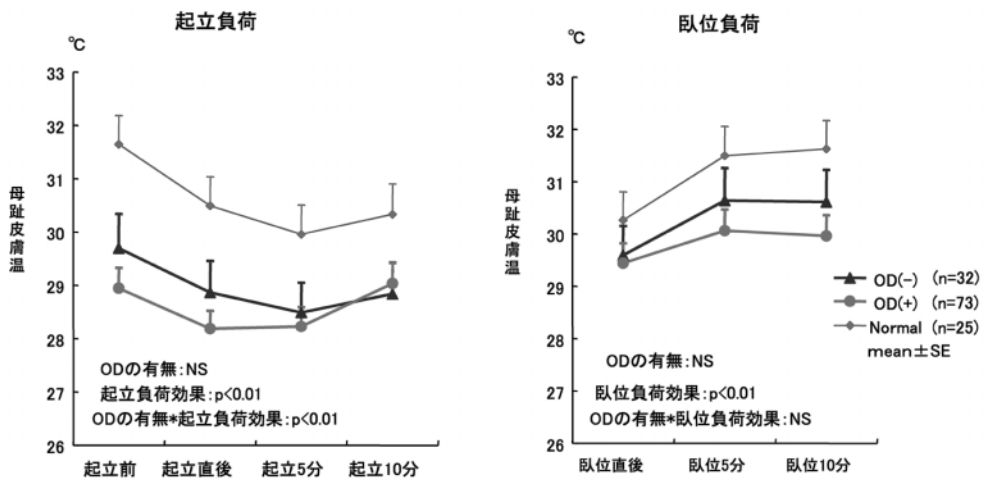 起立負荷
℃
33
32
31
30
29
28
27
26
母趾皮膚温
ODの有無:NS
起立負荷効果:p<0.01
ODの有無*起立負荷効果:p<0.01
起立前
起立直後
起立5分
起立10分
臥位負荷
℃
33
32
31
30
29
28
27
26
母趾皮膚温
ODの有無:NS
臥位負荷効果:p<0.01
ODの有無*臥位負荷効果:NS
臥位直後
臥位5分
臥位10分
OD(-) (n=32)
OD(+) (n=73)
Normal (n=25)
mean±SE